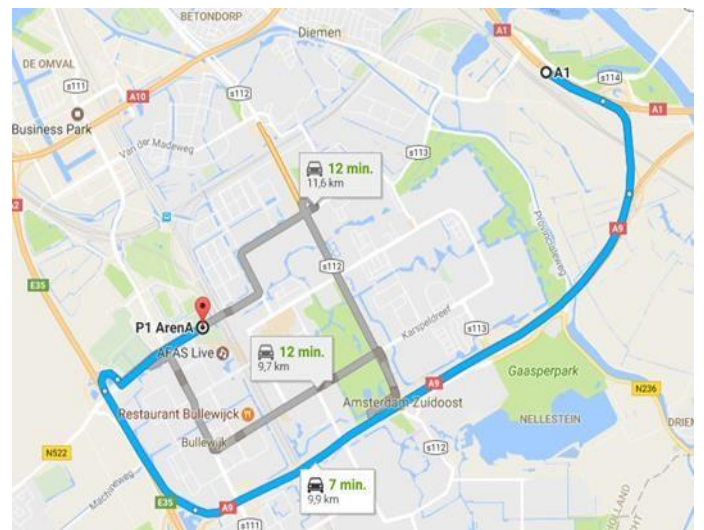 BETONDORP
Diemen
A1
DE OMVAL
s111
A10
s112
A1
s114
A1
Business Park
Van der Madeweg
s113
12 min.
11,6 km
Provincialeweg
A2
A9
E35
s112
P1 ArenA
Karspeldreef
s113
AFAS Live
12 min.
9,7 km
Gaasperpark
A9
N236
Amsterdam Zuidoost
Restaurant Bullewijck
NELLESTEIN
DRIEM
Bullewijk
N522
s112
Machineweg
7 min.
9,9 km
E35
A9
s111
HOLLAND